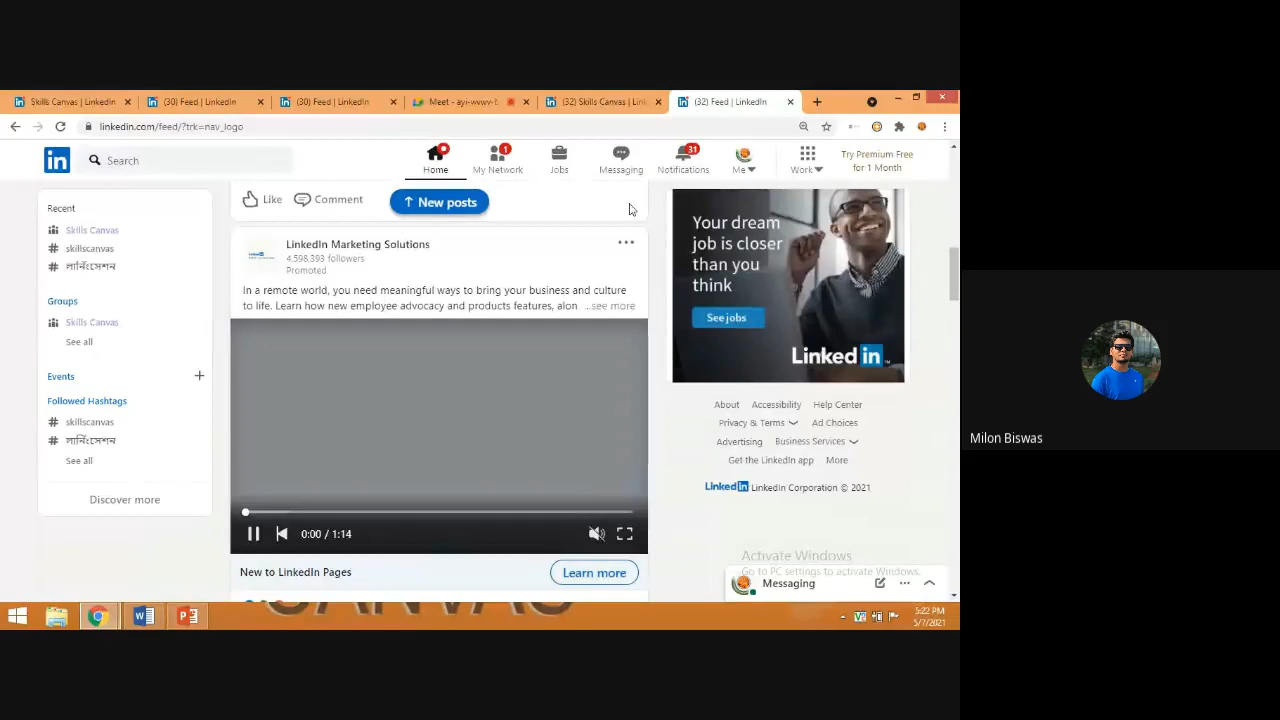 Skills Canvas | LinkedIn
(30) Feed | LinkedIn
(30) Feed | LinkedIn
(32) Skills Canvas | Link
(32) Feed | LinkedIn
linkedin.com/feed/?trk=nav_logo
in
Search
Home
1
My Network
Jobs
Messaging
31
Notifications
Me
Work
Try Premium Free
for 1 Month
Recent
Skills Canvas
# skillscanvas
# লার্নিংসেশন
Groups
Skills Canvas
See all
Events
+
Followed Hashtags
# skillscanvas
# লার্নিংসেশন
See all
Discover more
Like
Comment
↑ New posts
LinkedIn Marketing Solutions
4,598,393 followers
Promoted
In a remote world, you need meaningful ways to bring your business and culture
to life. Learn how new employee advocacy and products features, alon ...see more
0:00 / 1:14
New to LinkedIn Pages
Learn more
CANVAS
Your dream
job is closer
than you
think
See jobs
Linked in
About Accessibility Help Center
Privacy & Terms Ad Choices
Advertising Business Services
Get the LinkedIn app More
Linked in LinkedIn Corporation © 2021
Activate Windows
Go to PC settings to activate Windows.
Messaging
5:22 PM
5/7/2021
Milon Biswas